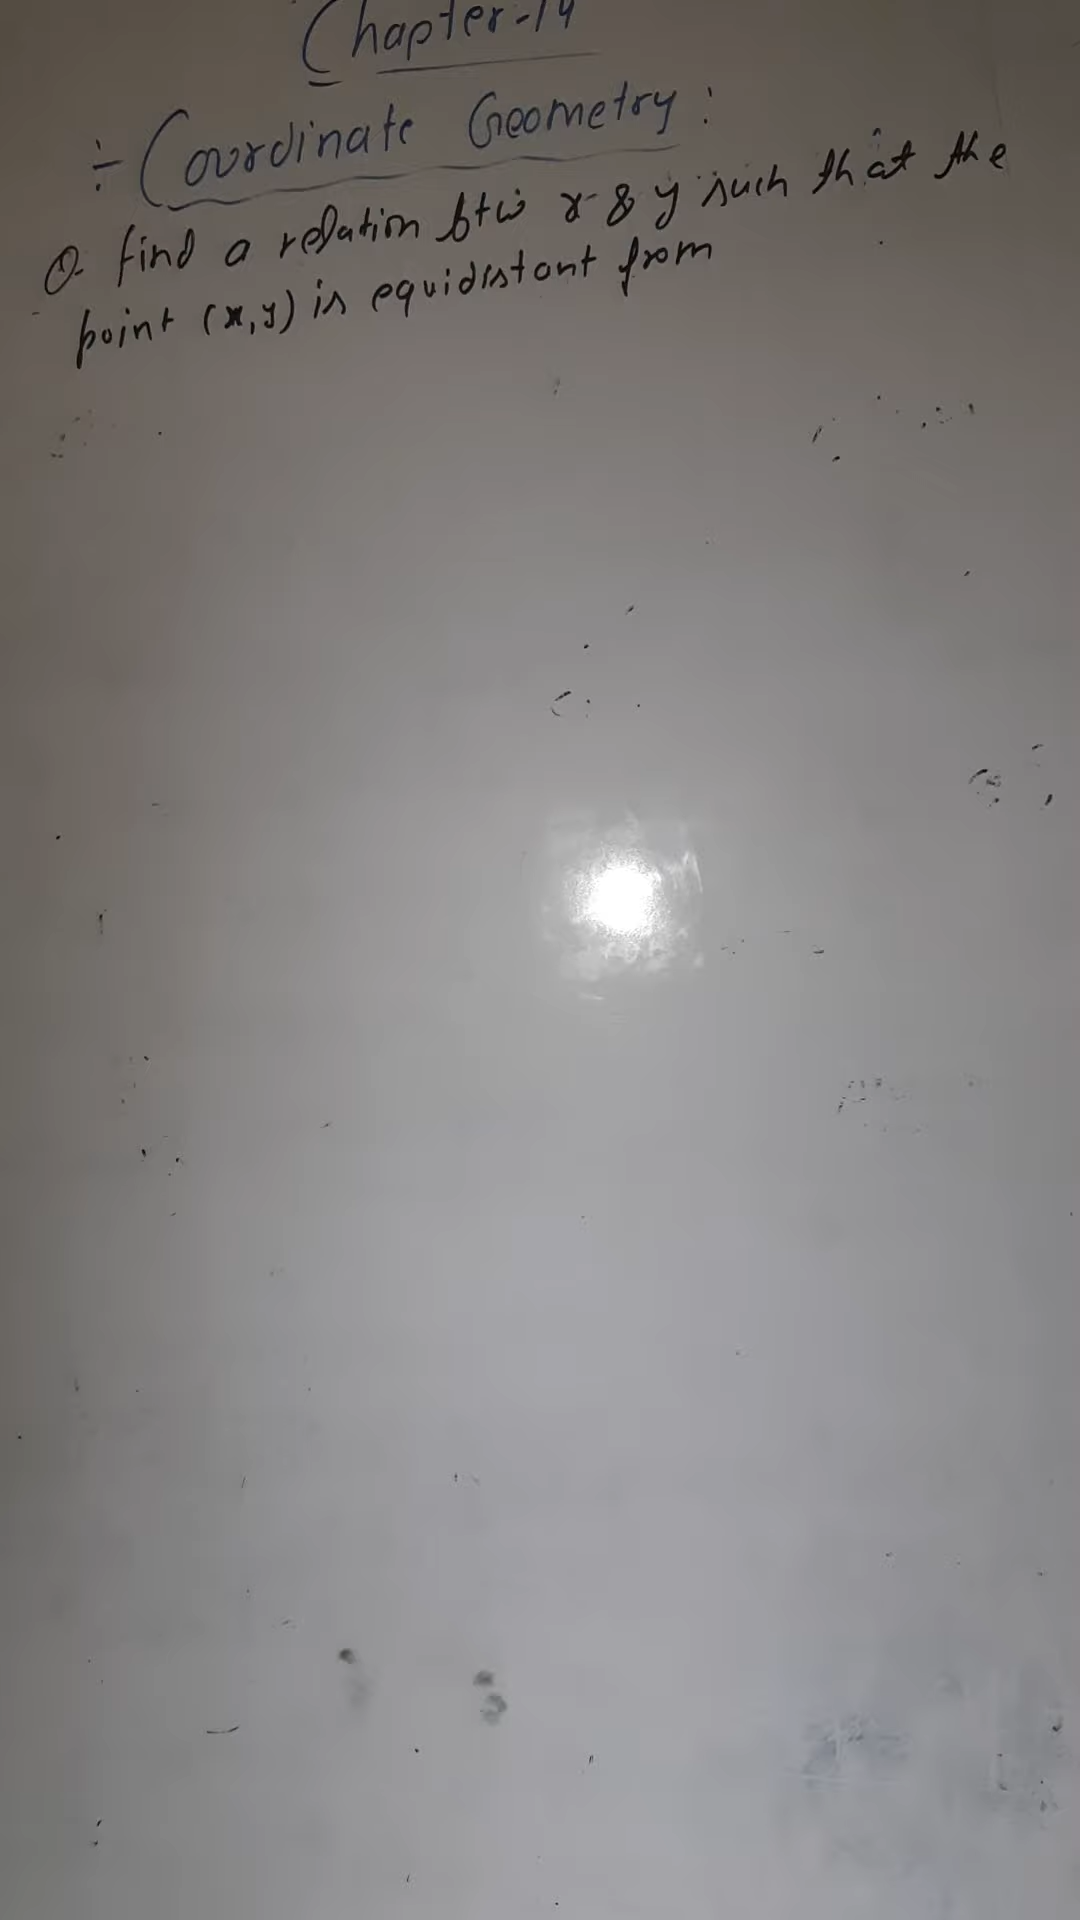 Chapter-14
÷ Coordinate Geometry:
Q. find a relation btw x & y such that the
point (x,y) is equidistant from